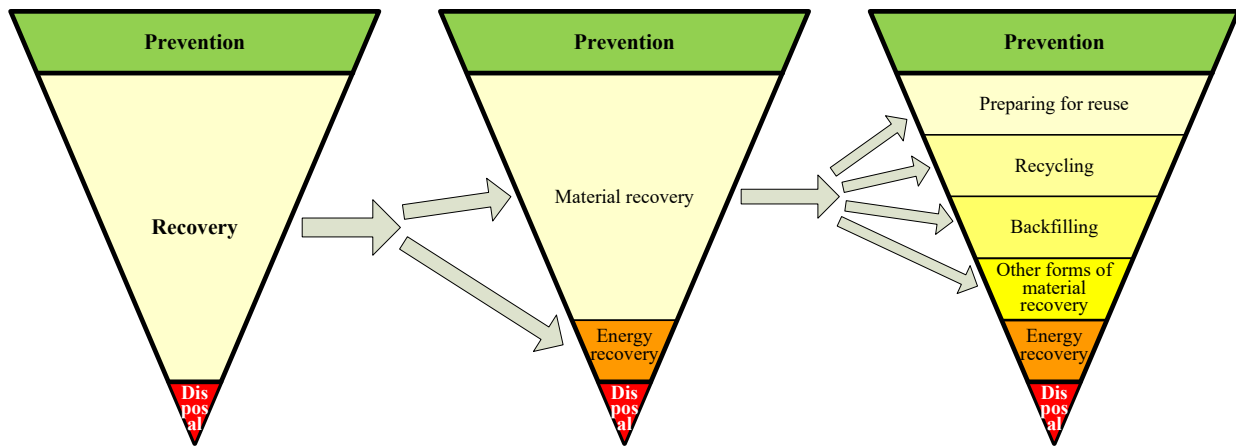 Prevention
Recovery
Dis
pos
al
Prevention
Material recovery
Energy
recovery
Dis
pos
al
Prevention
Preparing for reuse
Recycling
Backfilling
Other forms of
material
recovery
Energy
recovery
Dis
pos
al